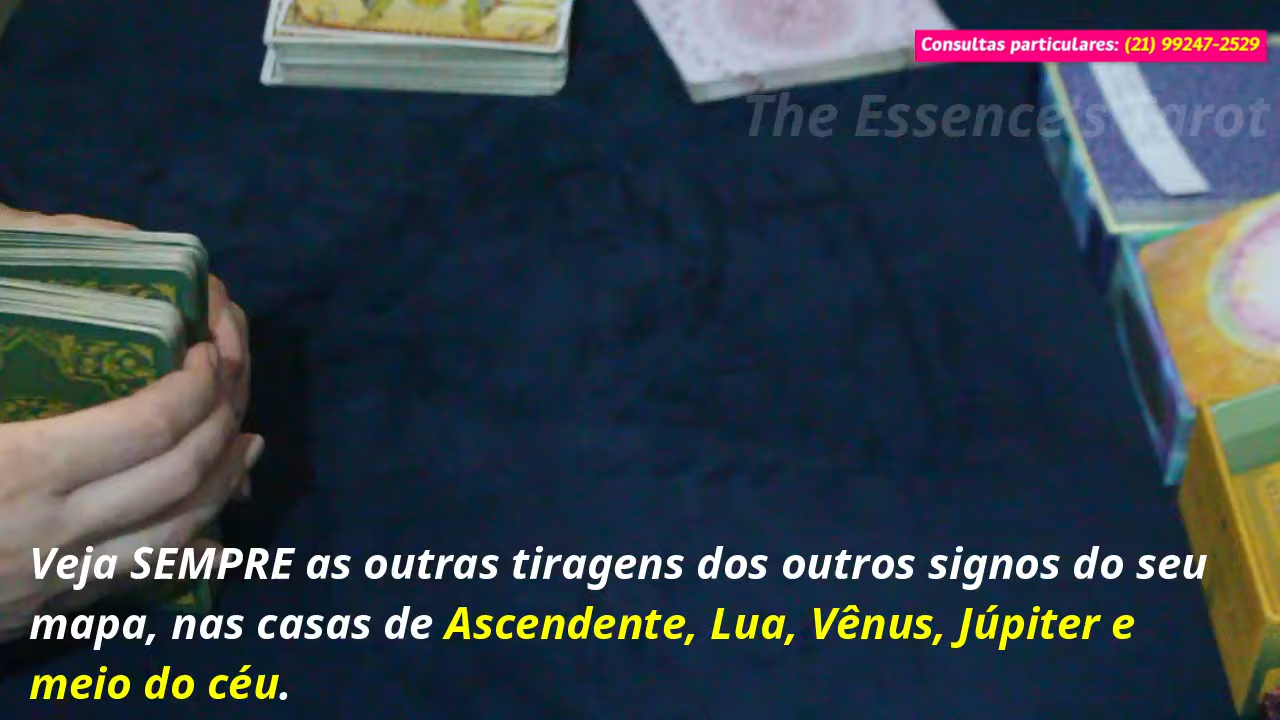 Consultas particulares: (21) 99247-2529
The Essence's Tarot
Veja SEMPRE as outras tiragens dos outros signos do seu
mapa, nas casas de Ascendente, Lua, Vênus, Júpiter e
meio do céu.